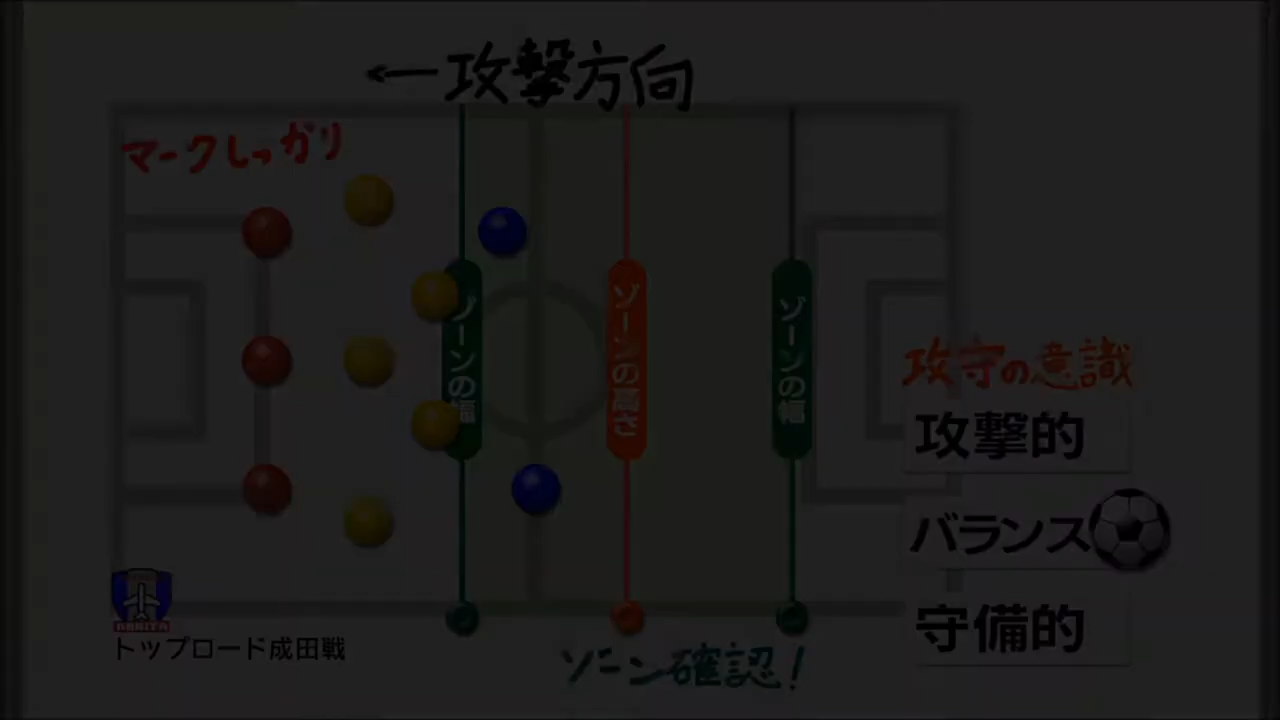 ←攻撃方向
マークしっかり
ゾーンの幅
ゾーンの高さ
ゾーンの幅
攻守の意識
攻撃的
バランス
守備的
NARITA
トップロード成田戦
ゾーン確認!